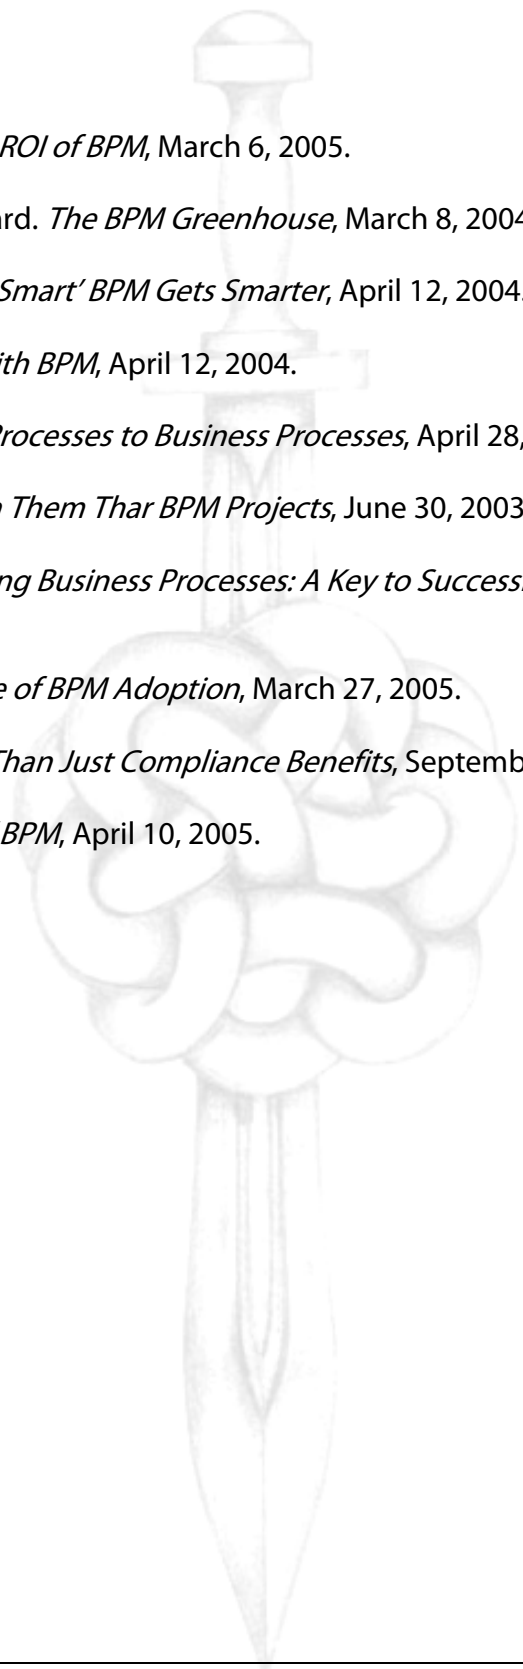 ROI of BPM, March 6, 2005.
ard. The BPM Greenhouse, March 8, 2004
Smart’ BPM Gets Smarter, April 12, 2004.
ith BPM, April 12, 2004.
Processes to Business Processes, April 28,
n Them Thar BPM Projects, June 30, 2003
ng Business Processes: A Key to Success
e of BPM Adoption, March 27, 2005.
Than Just Compliance Benefits, Septemb
BPM, April 10, 2005.